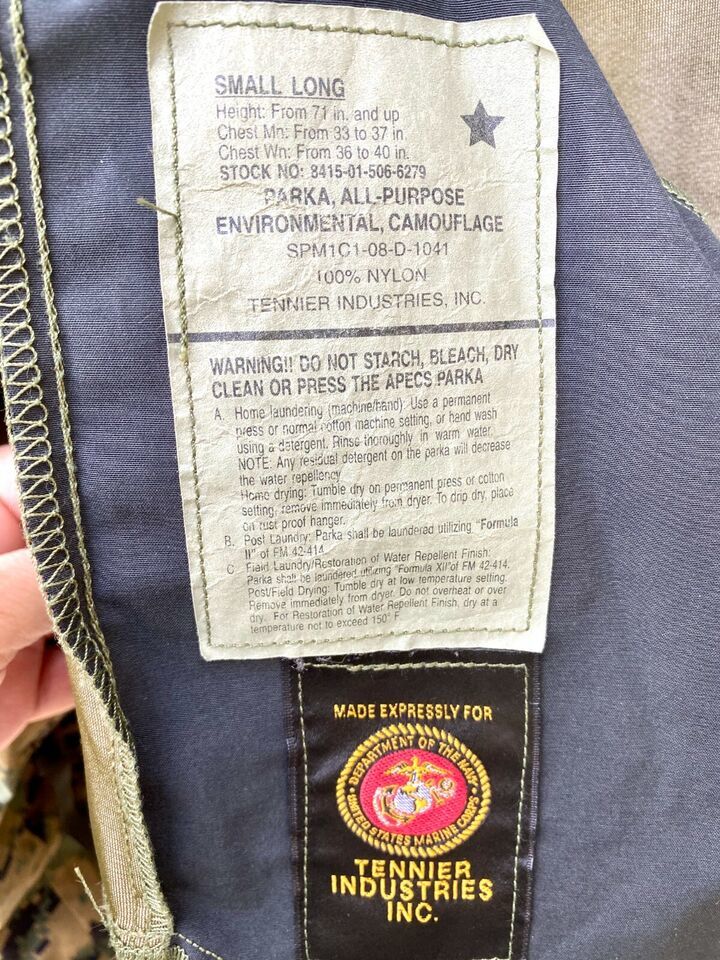 SMALL LONG
Height: From 71 in. and up
Chest Mn: From 33 to 37 in.
Chest Wn: From 36 to 40 in.
STOCK NO: 8415-01-506-6279
PARKA, ALL-PURPOSE
ENVIRONMENTAL, CAMOUFLAGE
SPM1C1-08-D-1041
100% NYLON
TENNIER INDUSTRIES, INC.
WARNING!! DO NOT STARCH, BLEACH, DRY
CLEAN OR PRESS THE APECS PARKA
A. Home laundering (machine/hand): Use a permanent
press or normal cotton machine setting, or hand wash
using a detergent. Rinse thoroughly in warm water.
NOTE: Any residual detergent on the parka will decrease
the water repellency
Home drying: Tumble dry on permanent press or cotton
setting, remove immediately from dryer. To drip dry, place
on rust proof hanger.
B. Post Laundry: Parka shall be laundered utilizing "Formula
II" of FM 42-414.
C. Field Laundry/Restoration of Water Repellent Finish:
Parka shall be laundered utilizing "Formula XII" of FM 42-414.
Post/Field Drying: Tumble dry at low temperature setting.
Remove immediately from dryer. Do not overheat or over
dry. For Restoration of Water Repellent Finish, dry at a
temperature not to exceed 150° F.
MADE EXPRESSLY FOR
DEPARTMENT OF THE NAVY
UNITED STATES MARINE CORPS
TENNIER
INDUSTRIES
INC.